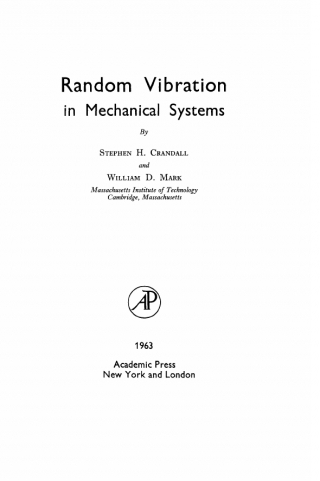 Random Vibration
in Mechanical Systems
By
STEPHEN H. CRANDALL
and
WILLIAM D. MARK
Massachusetts Institute of Technology
Cambridge, Massachusetts
AP
1963
Academic Press
New York and London